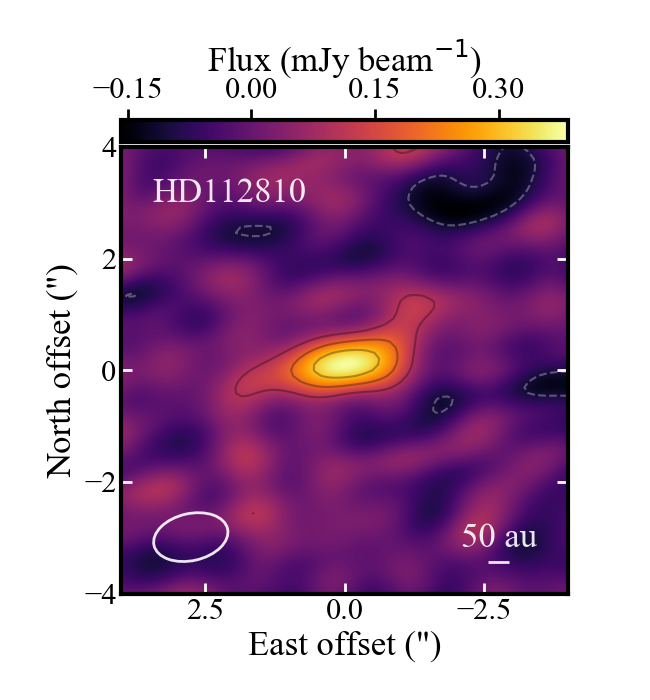 Flux (mJy beam⁻¹)
−0.15 0.00 0.15 0.30
HD112810
4
2
0
−2
−4
North offset (")
50 au
2.5 0.0 −2.5
East offset (")